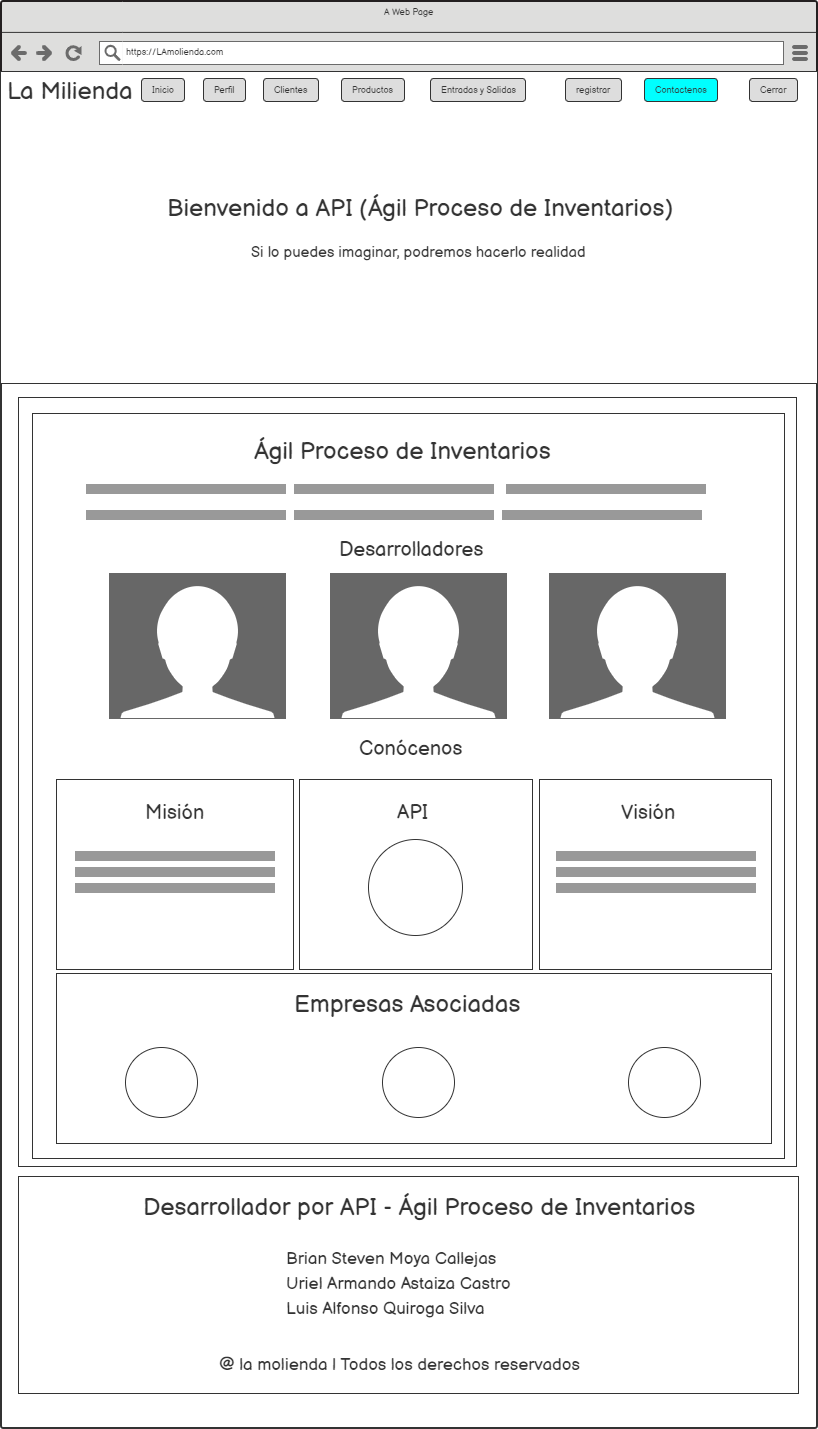 A Web Page
https://LAmolienda.com
La Milienda
Inicio
Perfil
Clientes
Productos
Entradas y Salidas
registrar
Contactenos
Cerrar
Bienvenido a API (Ágil Proceso de Inventarios)
Si lo puedes imaginar, podremos hacerlo realidad
Ágil Proceso de Inventarios
Desarrolladores
Conócenos
Misión
API
Visión
Empresas Asociadas
Desarrollador por API - Ágil Proceso de Inventarios
Brian Steven Moya Callejas
Uriel Armando Astaiza Castro
Luis Alfonso Quiroga Silva
@ la molienda | Todos los derechos reservados